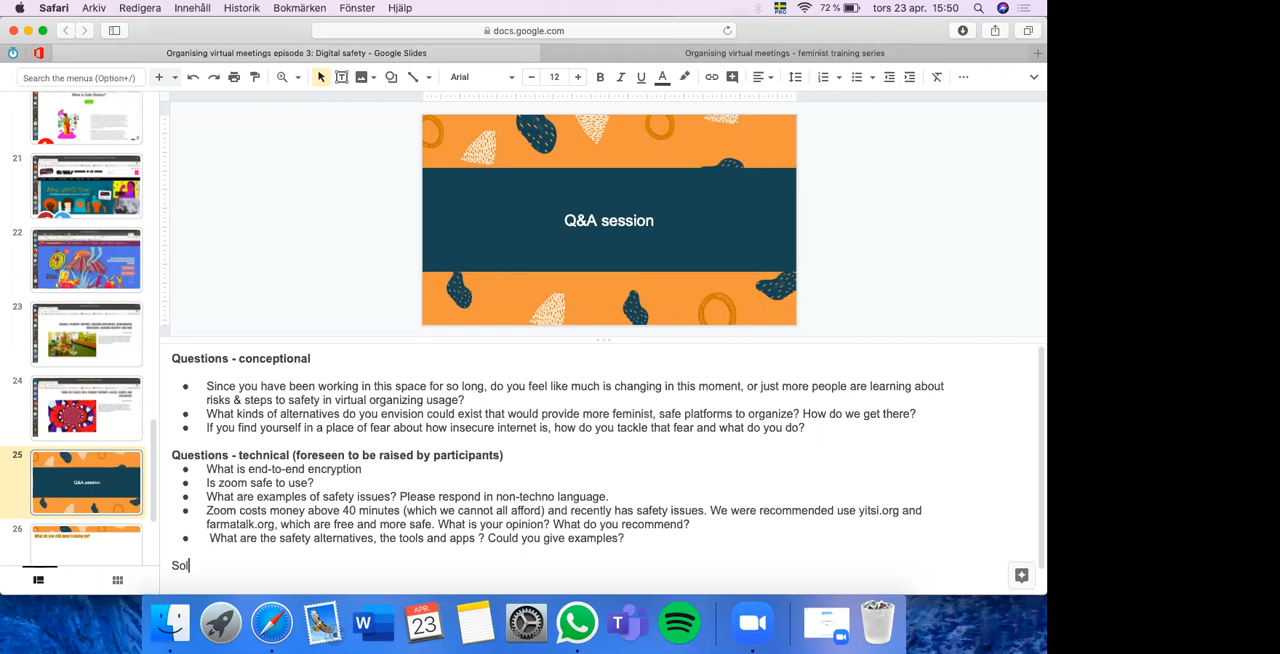 Safari Arkiv Redigera Innehåll Historik Bokmärken Fönster Hjälp 72 % tors 23 apr. 15:50
docs.google.com
Organising virtual meetings episode 3: Digital safety - Google Slides Organising virtual meetings - feminist training series
Search the menus (Option+/) Arial 12 B I U A
21
22
23
24
25
Q&A session
26
What do you still need training on?
Q&A session
Questions - conceptional
Since you have been working in this space for so long, do you feel like much is changing in this moment, or just more people are learning about
risks & steps to safety in virtual organizing usage?
What kinds of alternatives do you envision could exist that would provide more feminist, safe platforms to organize? How do we get there?
If you find yourself in a place of fear about how insecure internet is, how do you tackle that fear and what do you do?
Questions - technical (foreseen to be raised by participants)
What is end-to-end encryption
Is zoom safe to use?
What are examples of safety issues? Please respond in non-techno language.
Zoom costs money above 40 minutes (which we cannot all afford) and recently has safety issues. We were recommended use yitsi.org and
farmatalk.org, which are free and more safe. What is your opinion? What do you recommend?
What are the safety alternatives, the tools and apps ? Could you give examples?
Sol
APR.
23